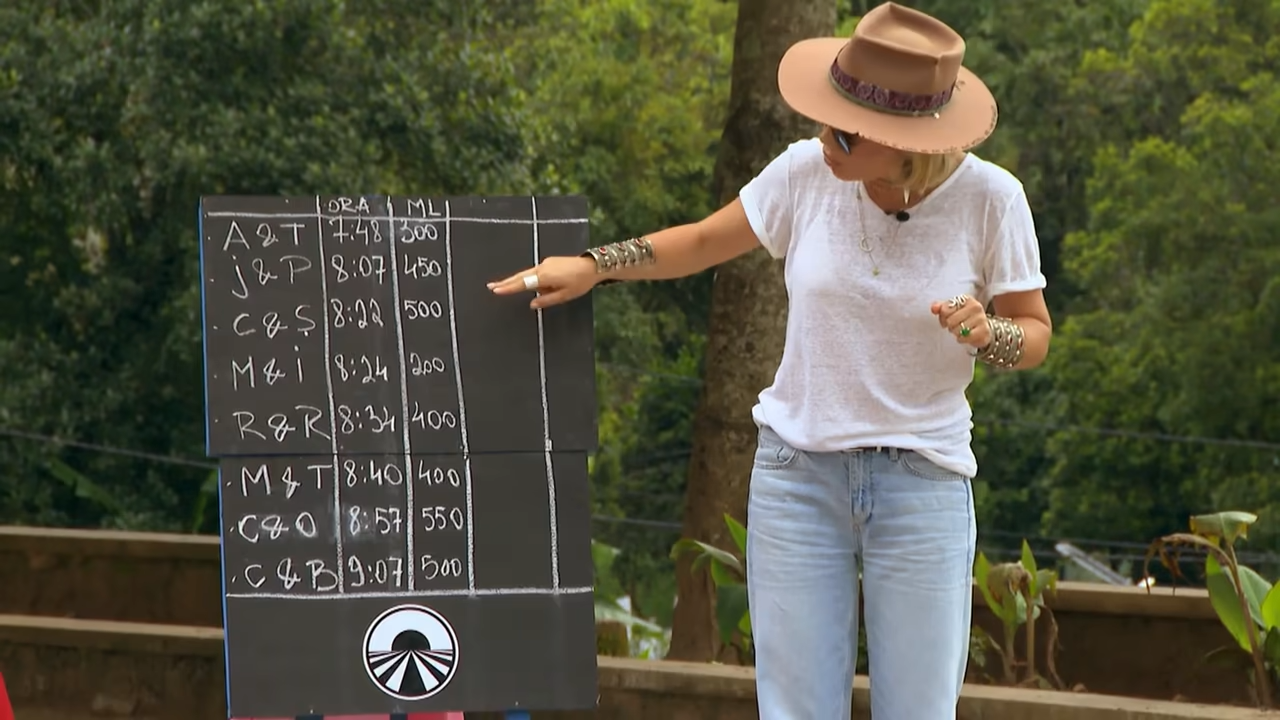 ORA ML
A & T 7:48 300
J & P 8:07 450
C & Ș 8:22 500
M & i 8:24 200
R & R 8:34 400
M & T 8:40 400
C & O 8:57 550
C & B 9:07 500